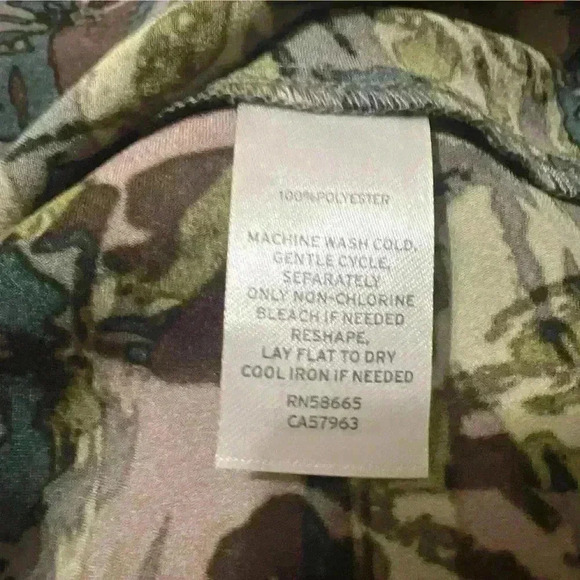 100% POLYESTER
MACHINE WASH COLD,
GENTLE CYCLE,
SEPARATELY
ONLY NON-CHLORINE
BLEACH IF NEEDED
RESHAPE,
LAY FLAT TO DRY
COOL IRON IF NEEDED
RN58665
CA57963